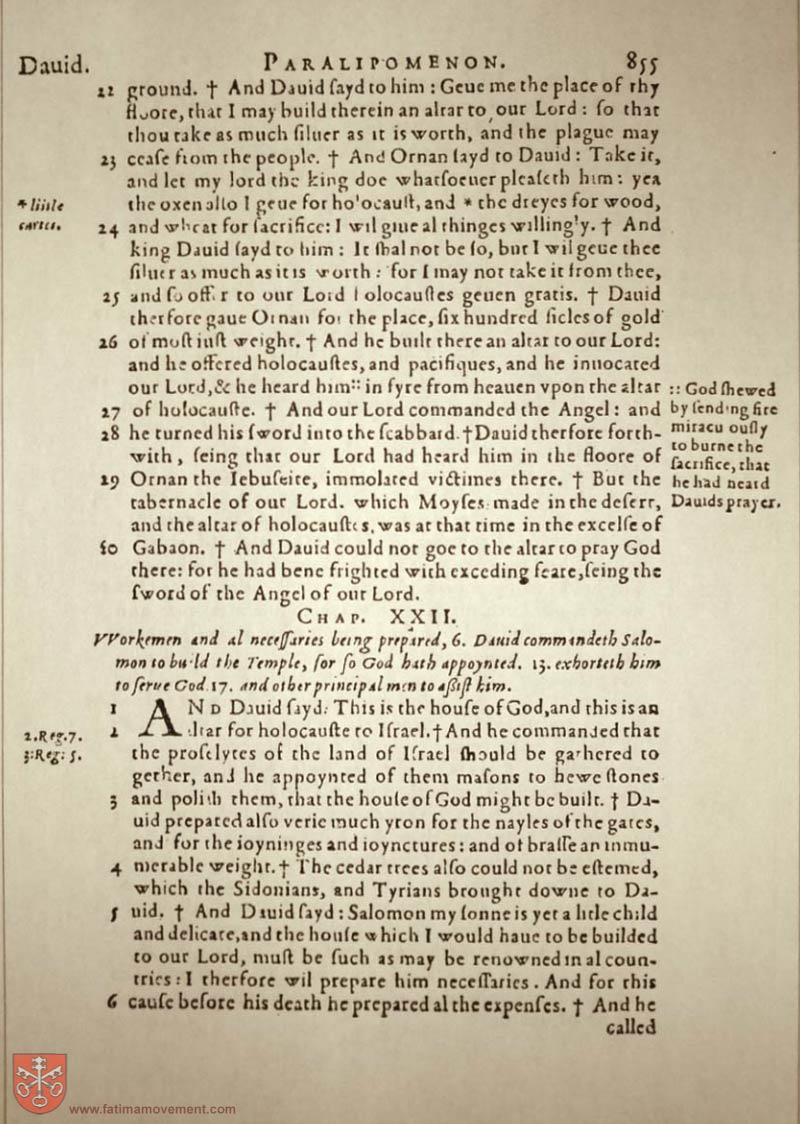 Dauid. PARALIPOMENON. 855
22 ground. † And Dauid ſayd to him : Geue me the place of thy
floore, that I may build therein an altar to our Lord : ſo that
thou take as much ſiluer as it is worth, and the plague may
23 ceaſe from the people. † And Ornan ſayd to Dauid : Take it,
and let my lord the king doe whatſoeuer pleaſeth him : yea
the oxen alſo I geue for holocauſt, and * the dreyes for wood,
* litle
cartes.
24 and wheat for ſacrifice: I wil giue al thinges willingly. † And
king Dauid ſayd to him : It ſhal not be ſo, but I wil geue thee
ſiluer as much as it is worth : for I may not take it from thee,
25 and ſo offer to our Lord holocauſtes geuen gratis. † Dauid
therfore gaue Ornan for the place, ſix hundred ſicles of gold
26 of moſt iuſt weight. † And he built there an altar to our Lord:
and he offered holocauſtes, and pacifiques, and he inuocated
our Lord, & he heard him :: in fyre from heauen vpon the altar
27 of holocauſte. † And our Lord commanded the Angel : and
28 he turned his ſword into the ſcabbard. † Dauid therfore forth-
with, ſeing that our Lord had heard him in the floore of
:: God ſhewed
by ſending fire
miraculouſly
to burne the
ſacrifice, that
he had heard
Dauids prayer.
29 Ornan the Iebuſeite, immolated victimes there. † But the
tabernacle of our Lord. which Moyſes made in the deſert,
and the altar of holocauſtes, was at that time in the excelſe of
30 Gabaon. † And Dauid could not goe to the altar to pray God
there: for he had bene frighted with exceding feare, ſeing the
ſword of the Angel of our Lord.
CHAP. XXII.
VVorkemen and al neceſſaries being prepared, 6. Dauid commandeth Salo-
mon to build the Temple, for ſo God hath appoynted. 13. exhorteth him
to ſerue God. 17. and other principal men to aſsiſt him.
1 AND Dauid ſayd: This is the houſe of God, and this is an
2 altar for holocauſte to Iſrael. † And he commanded that
2. Reg. 7.
3. Reg. 5.
the proſelytes of the land of Iſrael ſhould be gathered to
gether, and he appoynted of them maſons to hewe ſtones
3 and poliſh them, that the houſe of God might be built. † Da-
uid prepared alſo verie much yron for the nayles of the gates,
and for the ioyninges and ioynctures : and of braſſe an innu-
4 merable weight. † The cedar trees alſo could not be eſtemed,
which the Sidonians, and Tyrians brought downe to Da-
5 uid. † And Dauid ſayd : Salomon my ſonne is yet a litle child
and delicate, and the houſe which I would haue to be builded
to our Lord, muſt be ſuch as may be renowned in al coun-
tries : I therfore wil prepare him neceſſaries. And for this
6 cauſe before his death he prepared al the expenſes. † And he
called
www.fatimamovement.com